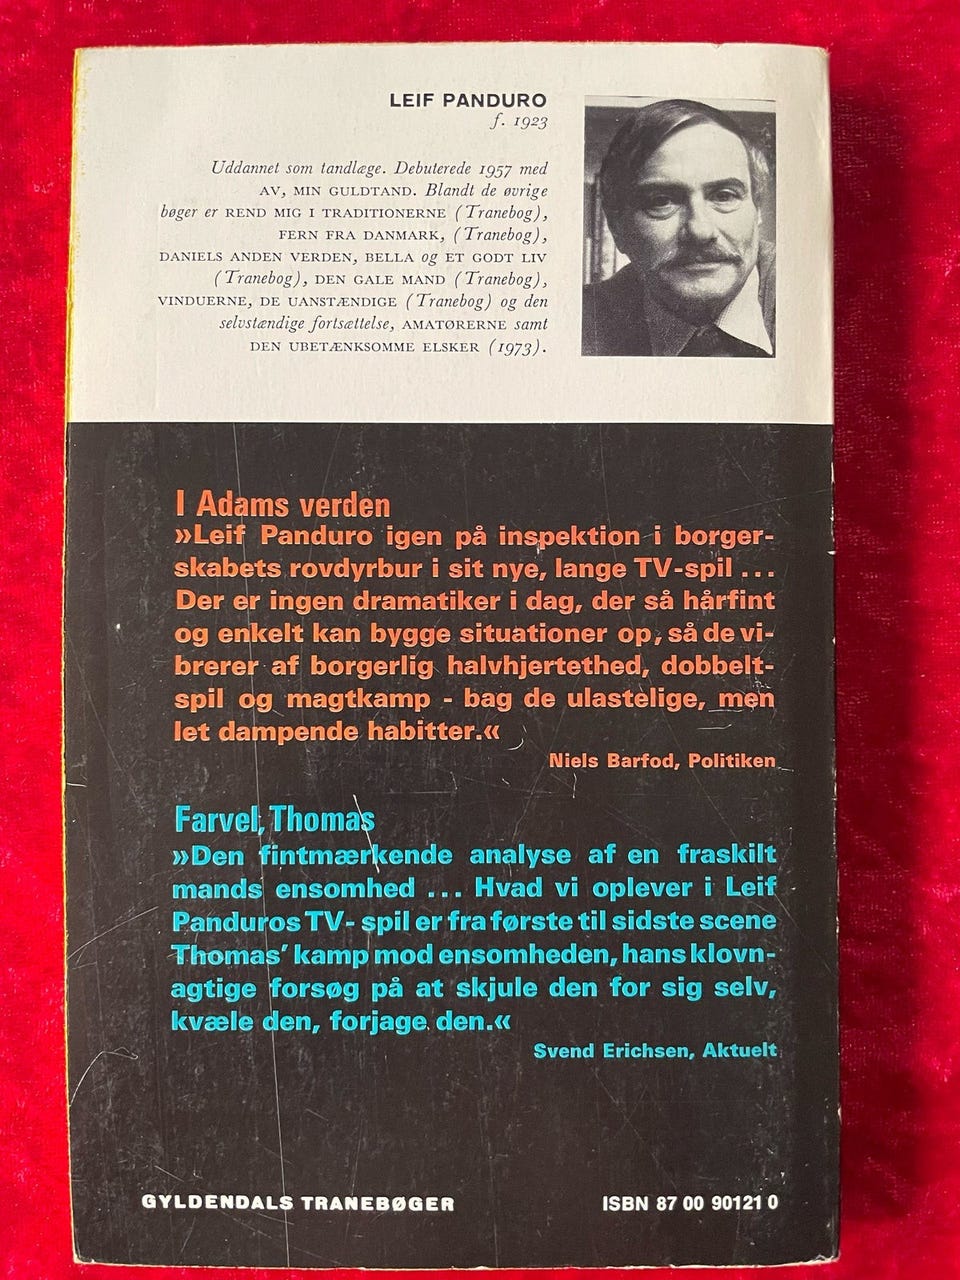 LEIF PANDURO
f. 1923
Uddannet som tandlæge. Debuterede 1957 med
AV, MIN GULDTAND. Blandt de øvrige
bøger er REND MIG I TRADITIONERNE (Tranebog),
FERN FRA DANMARK, (Tranebog),
DANIELS ANDEN VERDEN, BELLA og ET GODT LIV
(Tranebog), DEN GALE MAND (Tranebog),
VINDUERNE, DE UANSTÆNDIGE (Tranebog) og den
selvstændige fortsættelse, AMATØRERNE samt
DEN UBETÆNKSOMME ELSKER (1973).
I Adams verden
»Leif Panduro igen på inspektion i borger-
skabets rovdyrbur i sit nye, lange TV-spil ...
Der er ingen dramatiker i dag, der så hårfint
og enkelt kan bygge situationer op, så de vi-
brerer af borgerlig halvhjertethed, dobbelt-
spil og magtkamp - bag de ulastelige, men
let dampende habitter.«
Niels Barfod, Politiken
Farvel, Thomas
»Den fintmærkende analyse af en fraskilt
mands ensomhed ... Hvad vi oplever i Leif
Panduros TV- spil er fra første til sidste scene
Thomas’ kamp mod ensomheden, hans klovn-
agtige forsøg på at skjule den for sig selv,
kvæle den, forjage den.«
Svend Erichsen, Aktuelt
GYLDENDALS TRANEBØGER
ISBN 87 00 90121 0